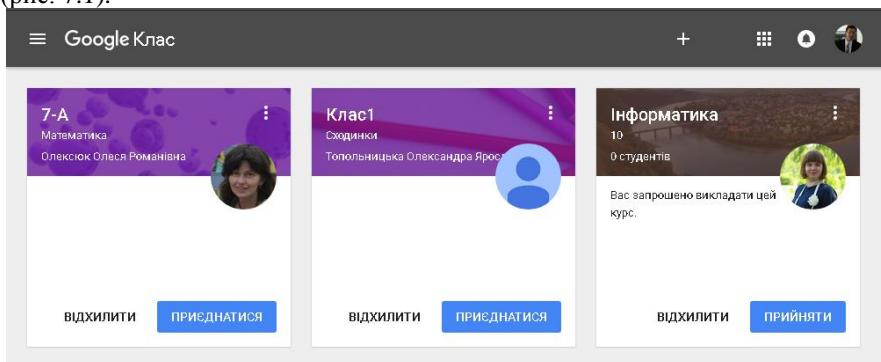 (рис. 7.1).
Google Клас
7-А
Математика
Олексюк Олеся Романівна
ВІДХИЛИТИ ПРИЄДНАТИСЯ
Клас1
Сходинки
Топольницька Олександра Ярос
ВІДХИЛИТИ ПРИЄДНАТИСЯ
Інформатика
10
0 студентів
Вас запрошено викладати цей
курс.
ВІДХИЛИТИ ПРИЙНЯТИ